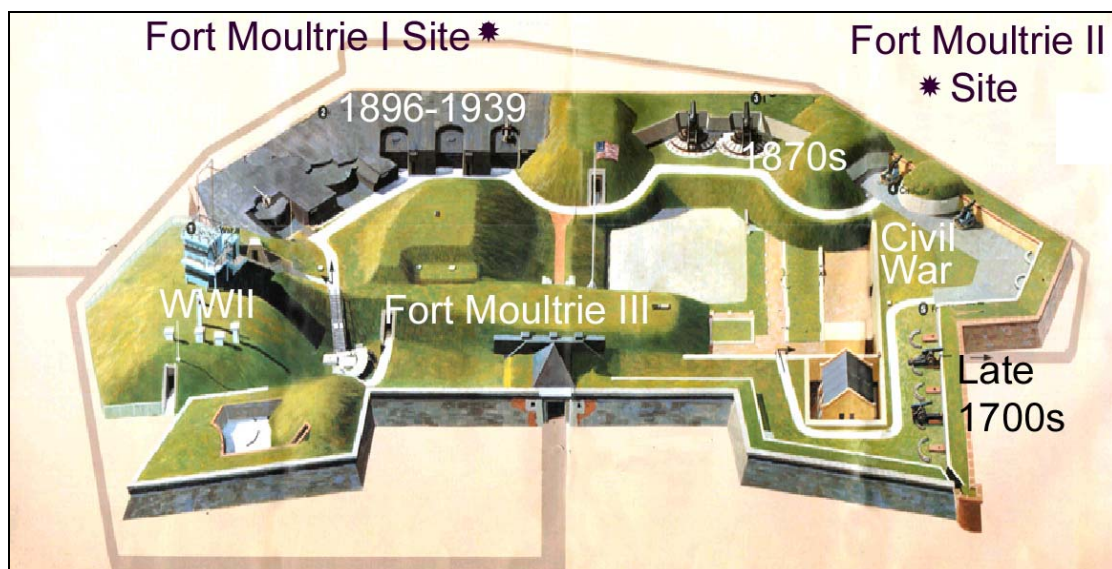 Fort Moultrie I Site
Fort Moultrie II
Site
1896-1939
1870s
Civil
War
WWII
Fort Moultrie III
Late
1700s